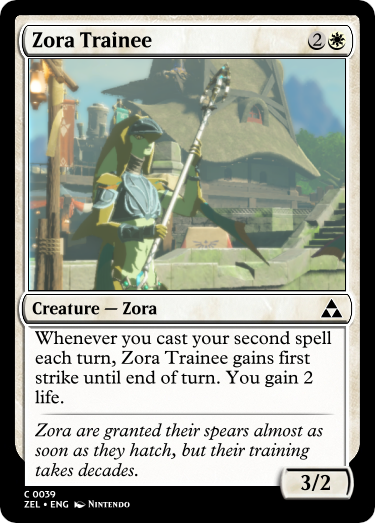 Zora Trainee 2
Creature — Zora
Whenever you cast your second spell
each turn, Zora Trainee gains first
strike until end of turn. You gain 2
life.
Zora are granted their spears almost as
soon as they hatch, but their training
takes decades.
3/2
C 0039
ZEL • ENG Nintendo